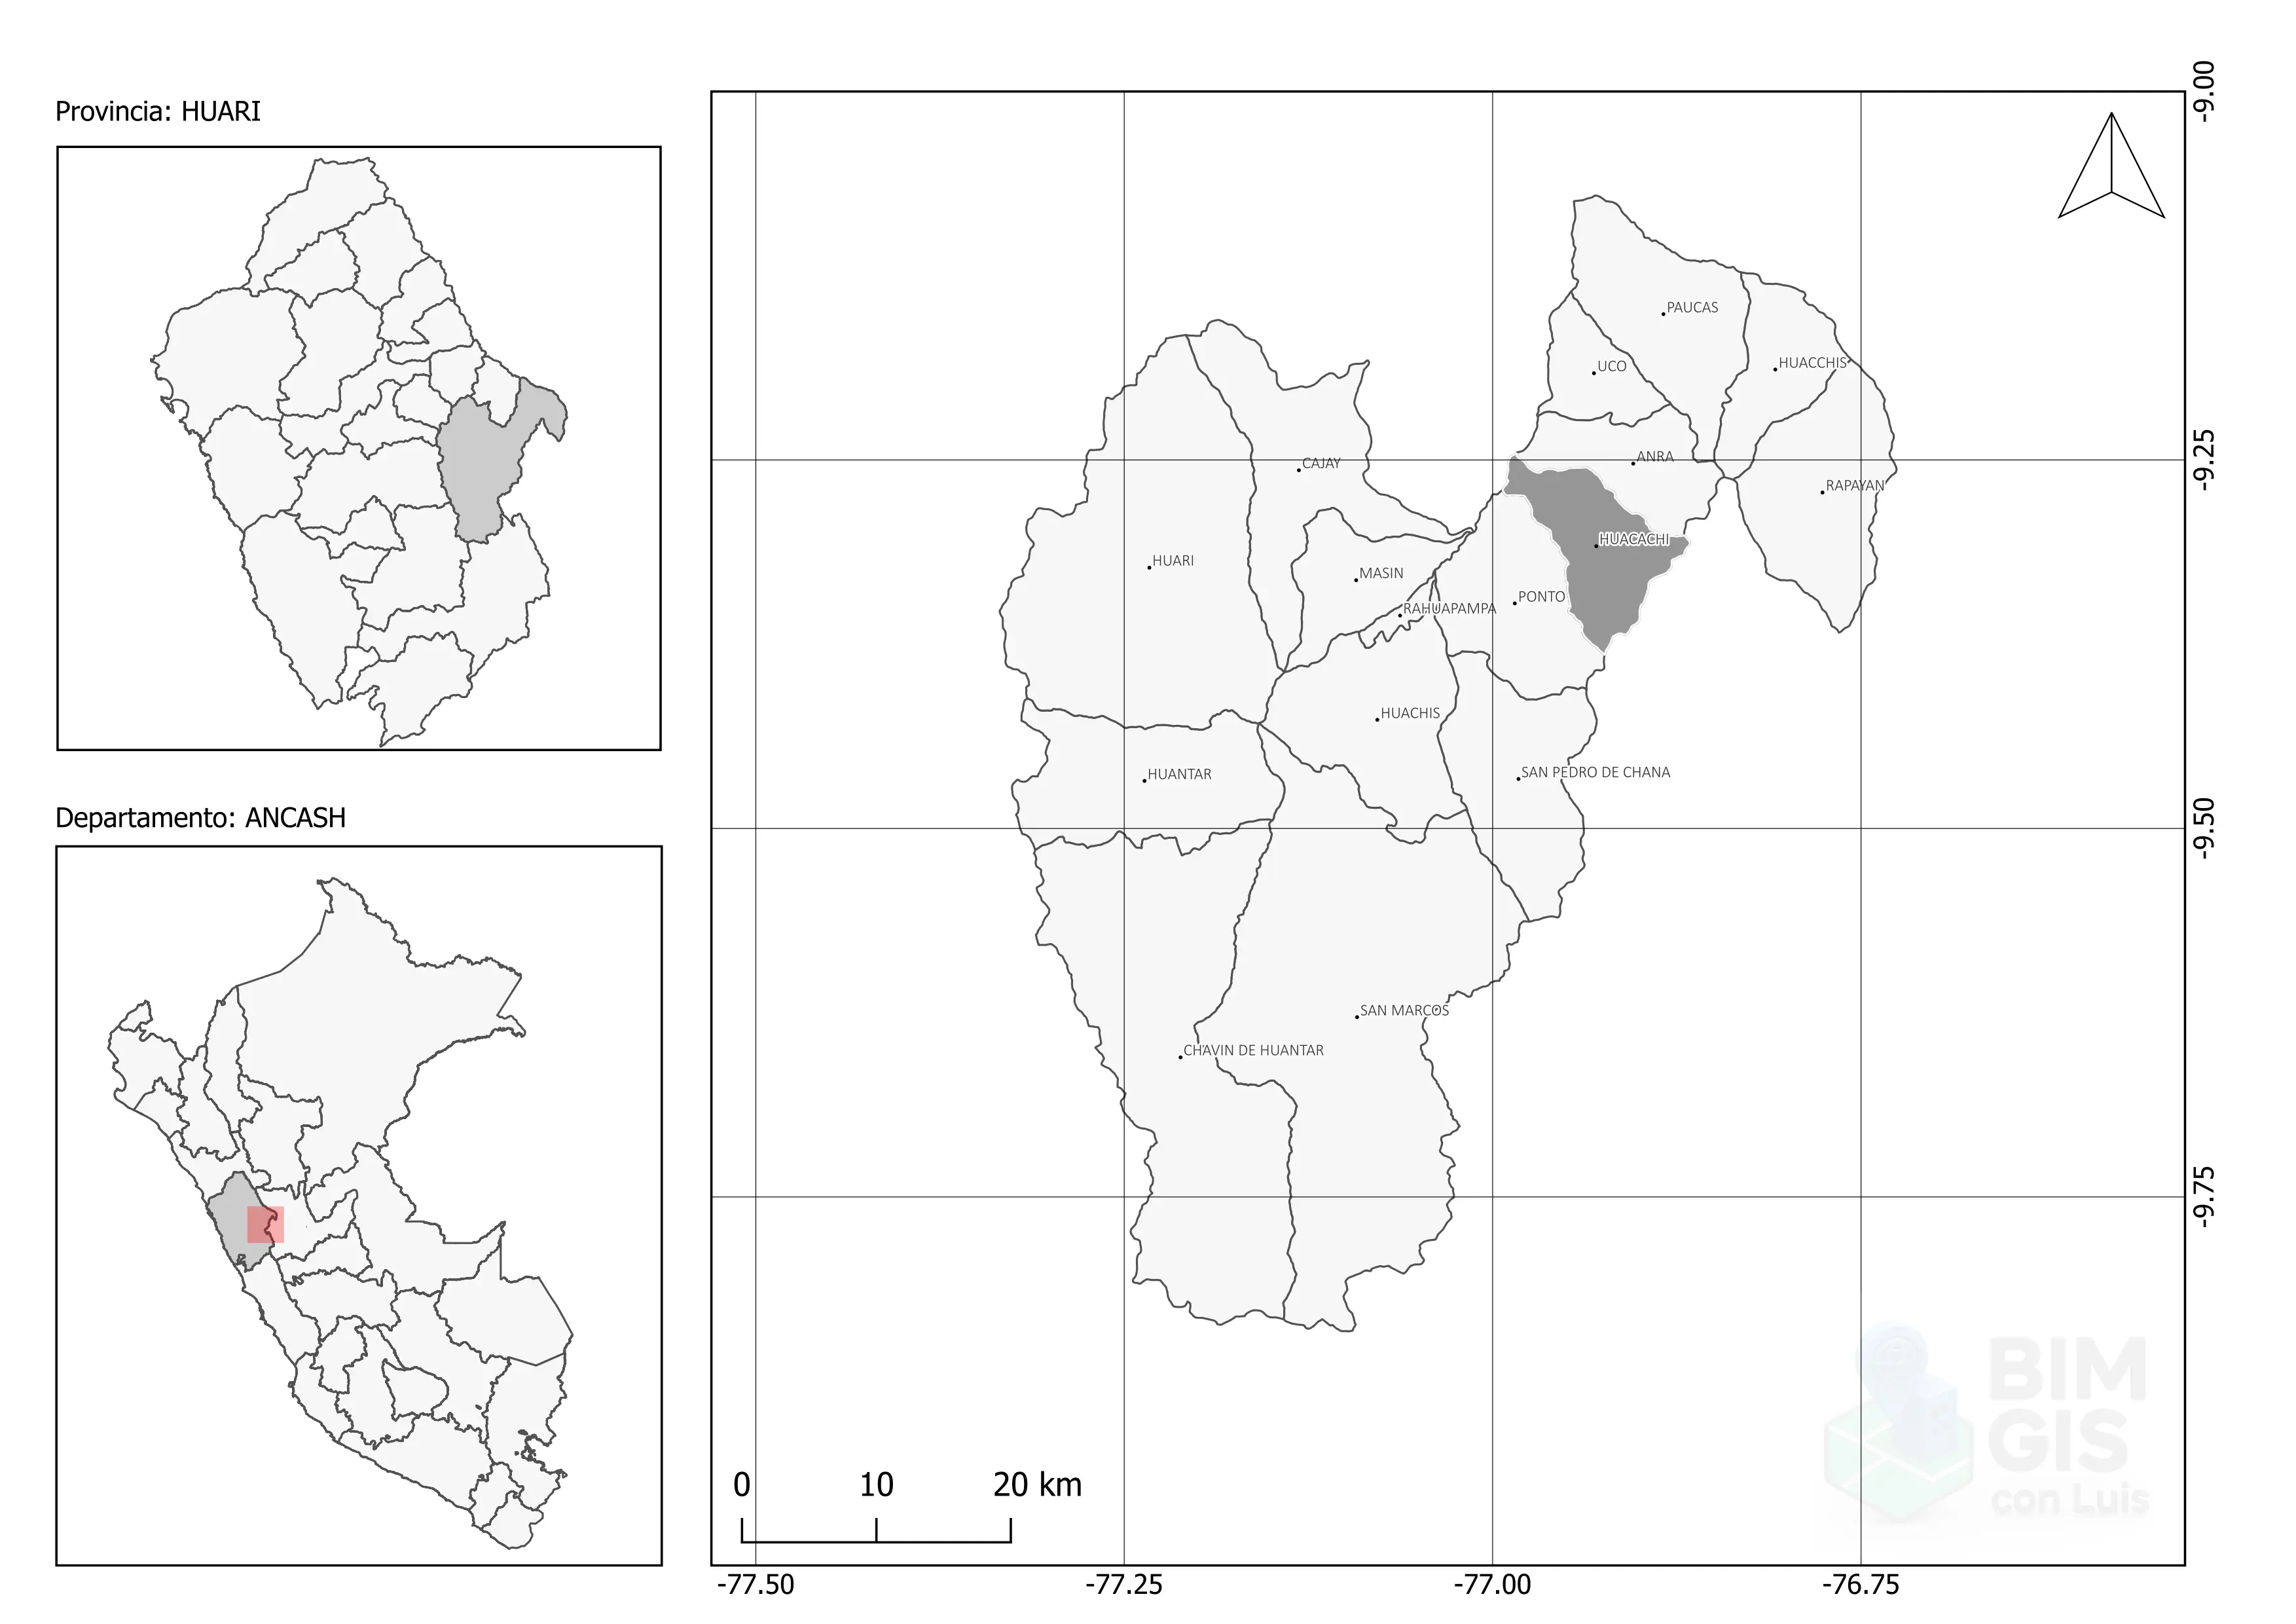 Provincia: HUARI
Departamento: ANCASH
PAUCAS
UCO
HUACCHIS
CAJAY
ANRA
RAPAYAN
HUACACHI
HUARI
MASIN
PONTO
RAHUAPAMPA
HUACHIS
HUANTAR
SAN PEDRO DE CHANA
SAN MARCOS
CHAVIN DE HUANTAR
-9.00
-9.25
-9.50
-9.75
0 10 20 km
-77.50 -77.25 -77.00 -76.75
BIM
GIS
con Luis